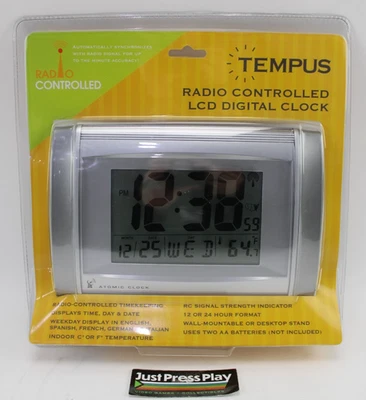 RADIO
CONTROLLED
AUTOMATICALLY SYNCHRONIZES
TEMPUS
RADIO CONTROLLED
LCD DIGITAL CLOCK
PM 12:38 59
12/25 WED 64.7
ATOMIC CLOCK
RADIO-CONTROLLED TIMEKEEPING
DISPLAYS TIME, DAY & DATE
WEEKDAY DISPLAY IN ENGLISH,
SPANISH, FRENCH, GERMAN, ITALIAN
INDOOR C° OR F° TEMPERATURE
RC SIGNAL STRENGTH INDICATOR
12 OR 24 HOUR FORMAT
WALL-MOUNTABLE OR DESKTOP STAND
USES TWO AA BATTERIES (NOT INCLUDED)
Just Press Play